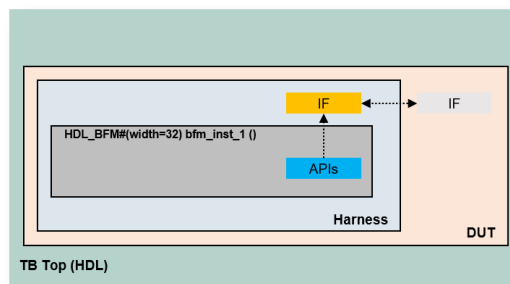 IF
IF
HDL_BFM#(width=32) bfm_inst_1 ()
APIs
Harness
DUT
TB Top (HDL)